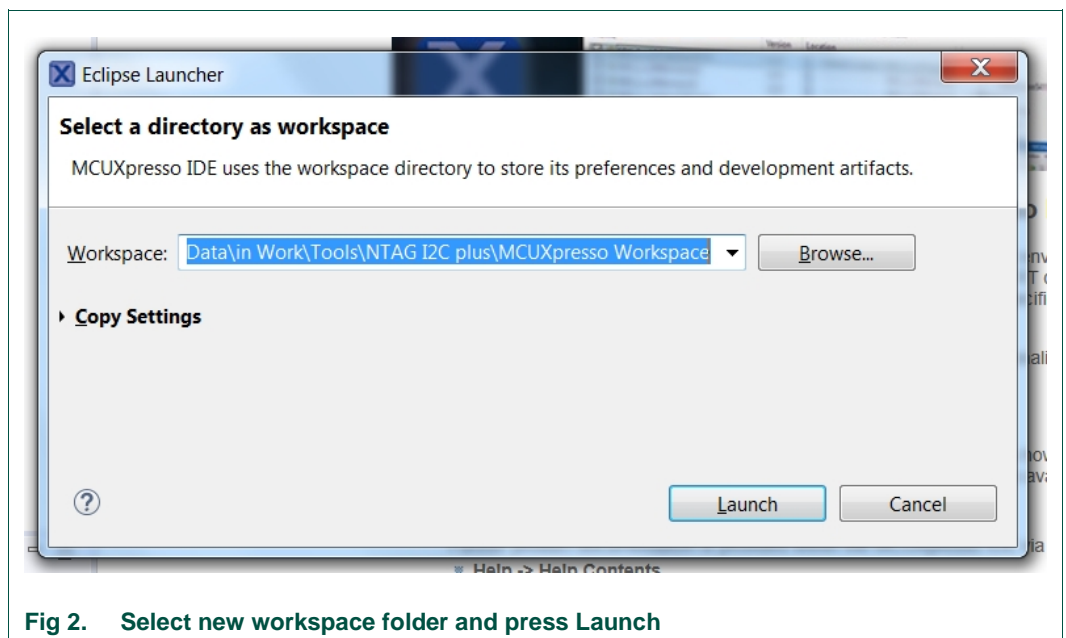 Version Location
Eclipse Launcher
X
Select a directory as workspace
MCUXpresso IDE uses the workspace directory to store its preferences and development artifacts.
Workspace: Data\in Work\Tools\NTAG I2C plus\MCUXpresso Workspace Browse...
Copy Settings
? Launch Cancel
Help -> Help Contents
Fig 2. Select new workspace folder and press Launch